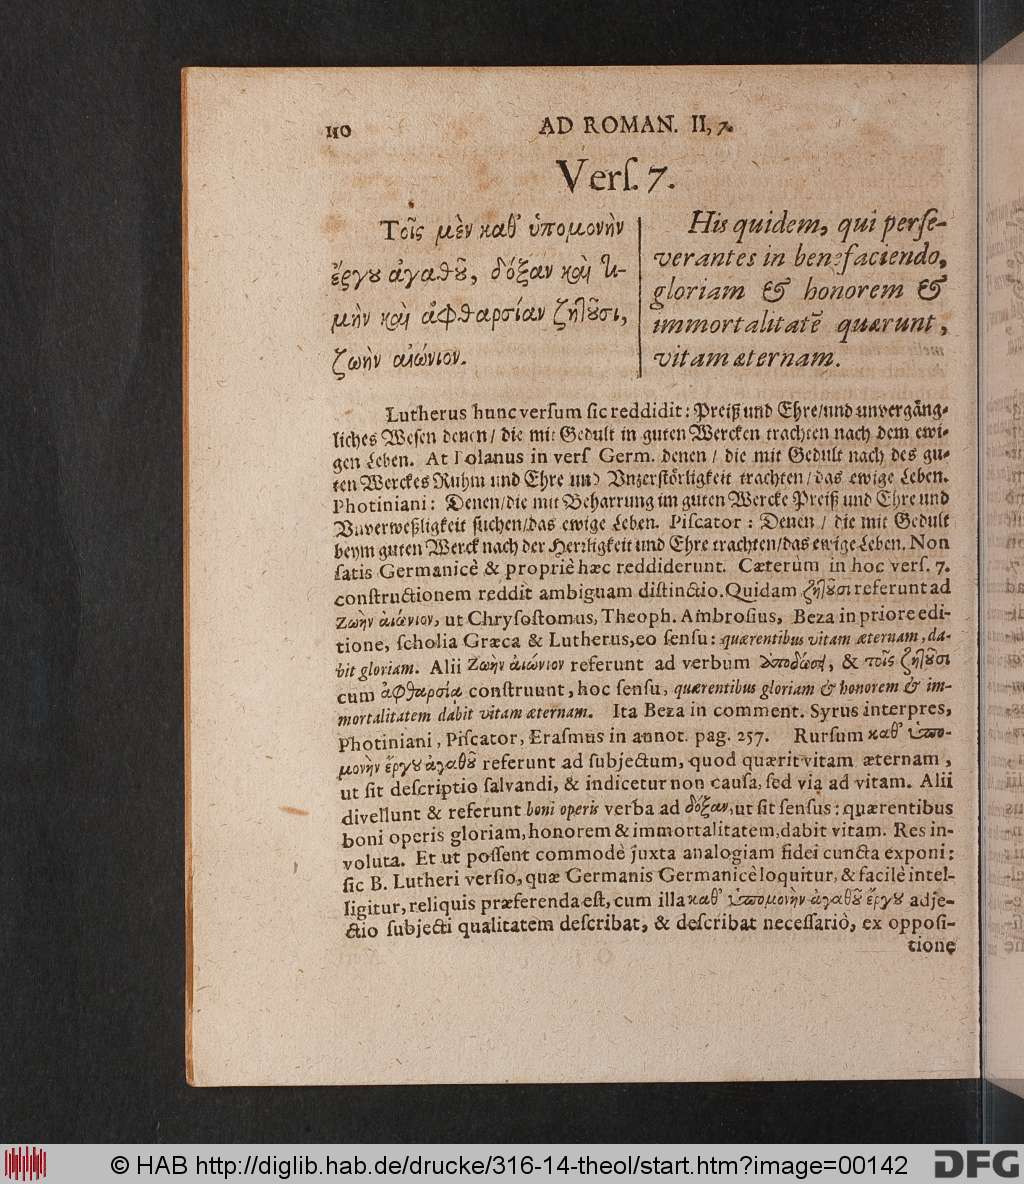 110
AD ROMAN. II, 7.
Verſ. 7.
Τοῖς μὲν καθ' ὑπομονὴν
ἔργου ἀγαθοῦ, δόξαν καὶ τι-
μὴν καὶ ἀφθαρσίαν ζητοῦσι,
ζωὴν αἰώνιον.
His quidem, qui perſe-
verantes in benefaciendo,
gloriam & honorem &
immortalitatē quærunt,
vitam æternam.
Lutherus hunc verſum ſic reddidit: Preiß und Ehre/und unvergäng-
liches Weſen denen/ die mit Gedult in guten Wercken trachten nach dem ewi-
gen Leben. At Polanus in verſ Germ. denen / die mit Gedult nach des gu-
ten Werckes Ruhm und Ehre und Vnzerſtörligkeit trachten/das ewige Leben.
Photiniani: Denen/die mit Beharrung im guten Wercke Preiß und Ehre und
Vnverweßligkeit ſuchen/das ewige Leben. Piſcator: Denen / die mit Gedult
beym guten Werck nach der Herrligkeit und Ehre trachten/das ewige Leben. Non
ſatis Germanicè & propriè hæc reddiderunt. Cæterùm in hoc verſ. 7.
conſtructionem reddit ambiguam diſtinctio. Quidam ζητοῦσι referunt ad
ζωὴν αἰώνιον, ut Chryſoſtomus, Theoph. Ambroſius, Beza in priore edi-
tione, ſcholia Græca & Lutherus, eo ſenſu: quærentibus vitam æternam, da-
bit gloriam. Alii ζωὴν αἰώνιον referunt ad verbum ἀποδώσει, & τοῖς ζητοῦσι
cum ἀφθαρσία construunt, hoc ſenſu, quærentibus gloriam & honorem & im-
mortalitatem dabit vitam æternam. Ita Beza in comment. Syrus interpres,
Photiniani, Piſcator, Eraſmus in annot. pag. 257. Rurſum καθ' ὑπο-
μονὴν ἔργου ἀγαθοῦ referunt ad ſubjectum, quod quærit vitam æternam,
ut ſit deſcriptio ſalvandi, & indicetur non cauſa, ſed via ad vitam. Alii
divellunt & referunt boni operis verba ad δόξαν, ut ſit ſenſus: quærentibus
boni operis gloriam, honorem & immortalitatem, dabit vitam. Res in-
voluta. Et ut poſſent commodè juxta analogiam fidei cuncta exponi;
ſic B. Lutheri verſio, quæ Germanis Germanicè loquitur, & facilè intel-
ligitur, reliquis præferenda eſt, cum illa καθ' ὑπομονὴν ἀγαθοῦ ἔργου adje-
ctio ſubjecti qualitatem deſcribat, & deſcribat neceſſariò, ex oppoſi-
tione
© HAB http://diglib.hab.de/drucke/316-14-theol/start.htm?image=00142
DFG